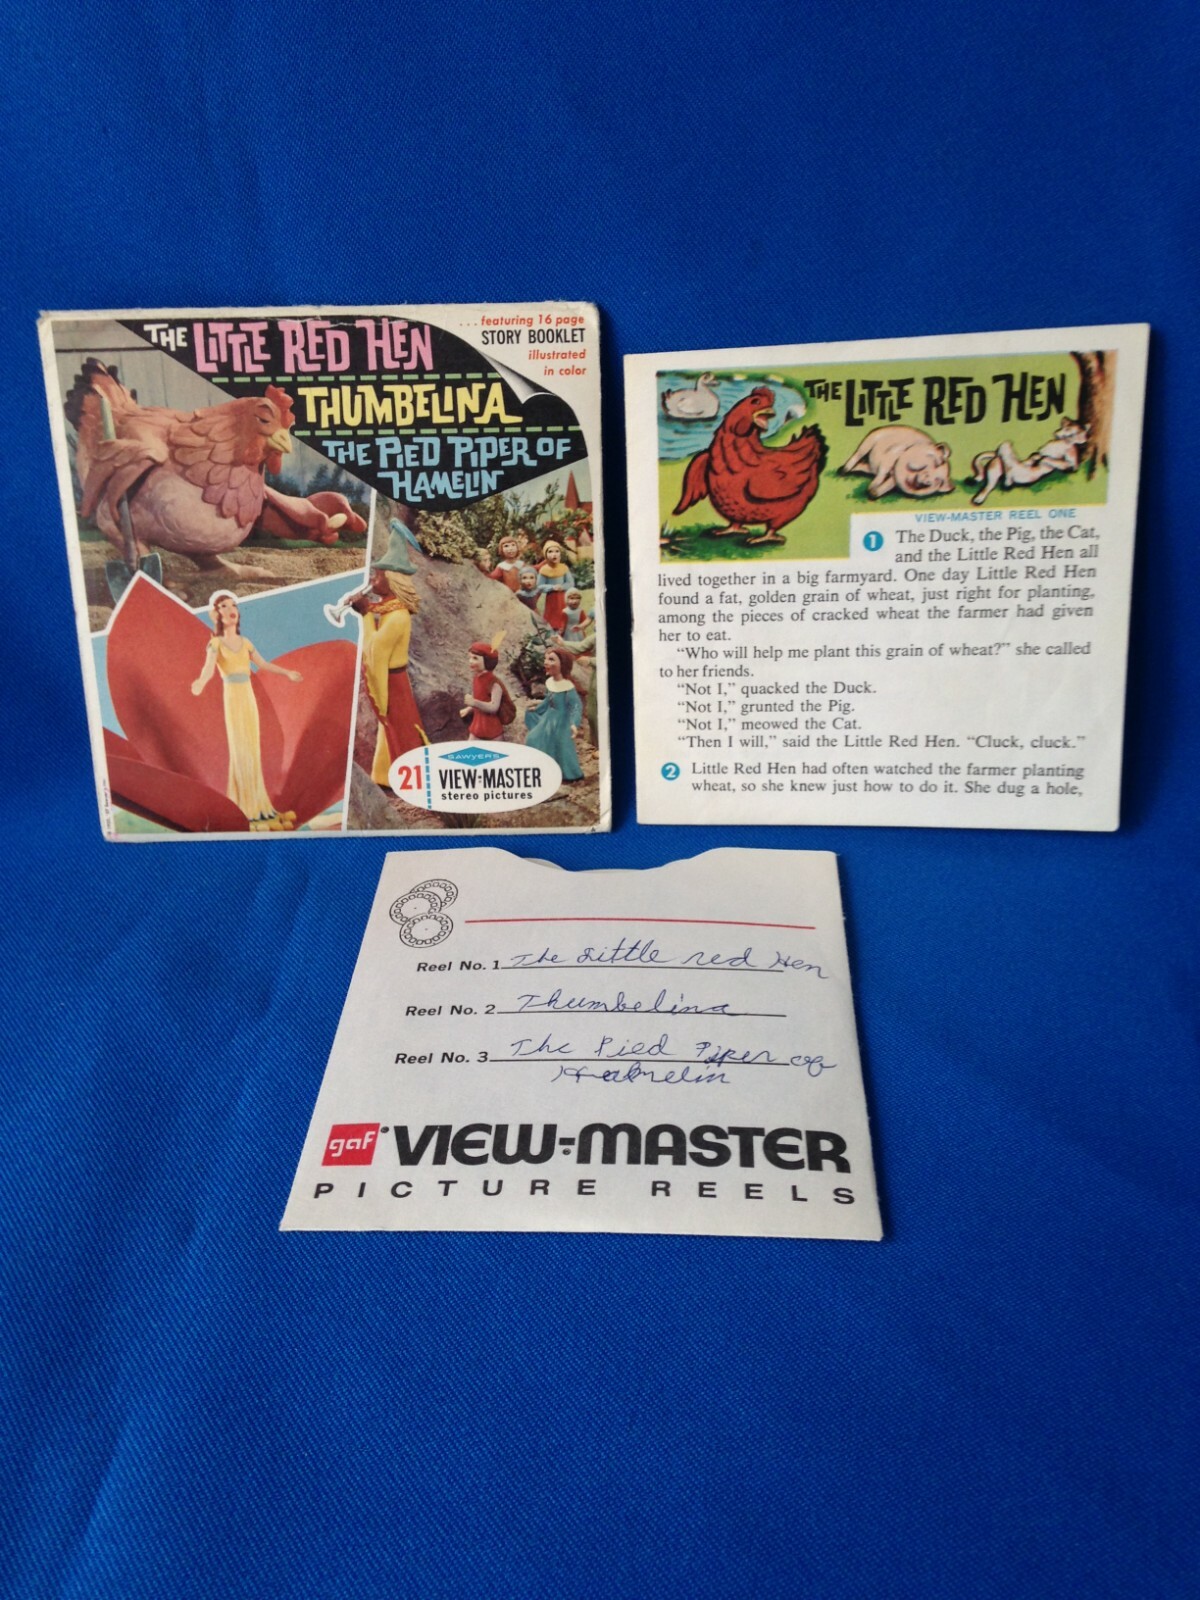 THE LITTLE RED HEN
THUMBELINA
THE PIED PIPER OF
HAMELIN
...featuring 16 page
STORY BOOKLET
illustrated
in color
SAWYER'S
21 VIEW-MASTER
stereo pictures
THE LITTLE RED HEN
VIEW-MASTER REEL ONE
1 The Duck, the Pig, the Cat,
and the Little Red Hen all
lived together in a big farmyard. One day Little Red Hen
found a fat, golden grain of wheat, just right for planting,
among the pieces of cracked wheat the farmer had given
her to eat.
“Who will help me plant this grain of wheat?” she called
to her friends.
“Not I,” quacked the Duck.
“Not I,” grunted the Pig.
“Not I,” meowed the Cat.
“Then I will,” said the Little Red Hen. “Cluck, cluck.”
2 Little Red Hen had often watched the farmer planting
wheat, so she knew just how to do it. She dug a hole,
Reel No. 1 The Little red Hen
Reel No. 2 Thumbelina
Reel No. 3 The Pied Piper of
Halmelin
gaf VIEW-MASTER
PICTURE REELS